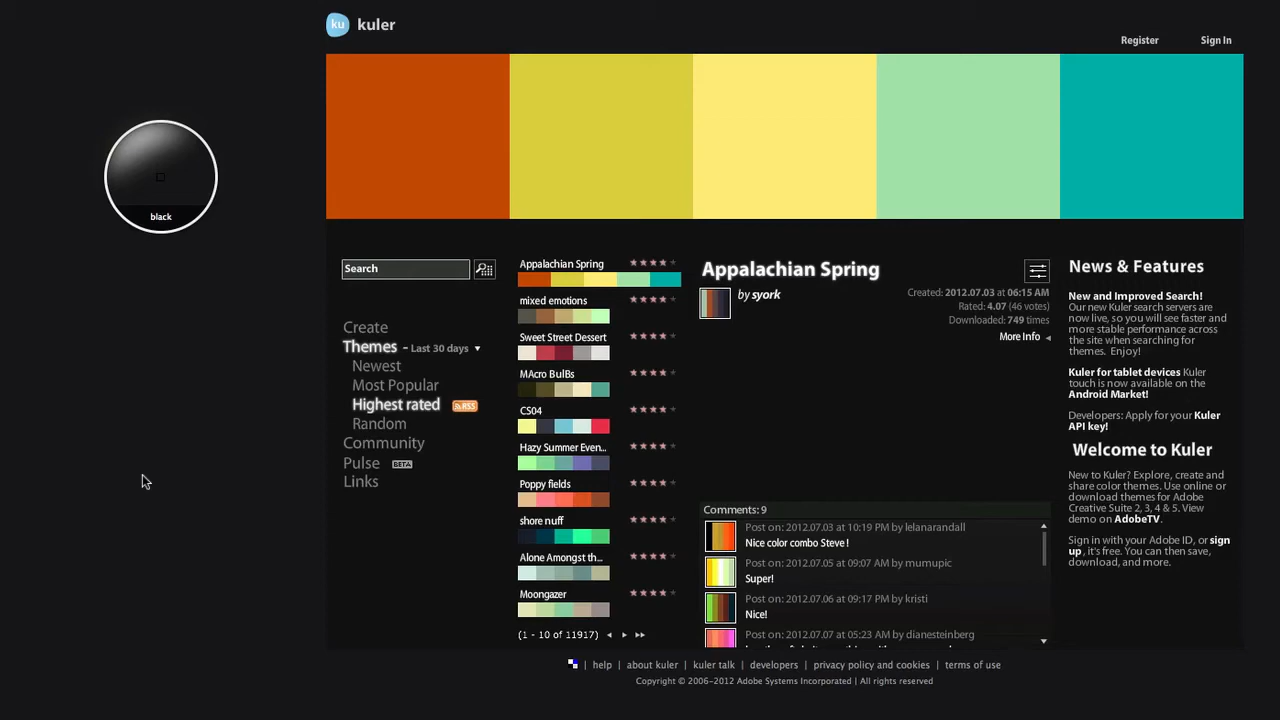 ku kuler
Register Sign In
black
Search
Create
Themes - Last 30 days
Newest
Most Popular
Highest rated RSS
Random
Community
Pulse BETA
Links
Appalachian Spring
mixed emotions
Sweet Street Dessert
MAcro BulBs
CS04
Hazy Summer Even...
Poppy fields
shore nuff
Alone Amongst th...
Moongazer
(1 - 10 of 11917)
Appalachian Spring
by syork
Created: 2012.07.03 at 06:15 AM
Rated: 4.07 (46 votes)
Downloaded: 749 times
More Info
Comments: 9
Post on: 2012.07.03 at 10:19 PM by lelanarandall
Nice color combo Steve !
Post on: 2012.07.05 at 09:07 AM by mumupic
Super!
Post on: 2012.07.06 at 09:17 PM by kristi
Nice!
Post on: 2012.07.07 at 05:23 AM by dianesteinberg
News & Features
New and Improved Search!
Our new Kuler search servers are
now live, so you will see faster and
more stable performance across
the site when searching for
themes. Enjoy!
Kuler for tablet devices Kuler
touch is now available on the
Android Market!
Developers: Apply for your Kuler
API key!
Welcome to Kuler
New to Kuler? Explore, create and
share color themes. Use online or
download themes for Adobe
Creative Suite 2, 3, 4 & 5. View
demo on AdobeTV.
Sign in with your Adobe ID, or sign
up, it's free. You can then save,
download, and more.
| help | about kuler | kuler talk | developers | privacy policy and cookies | terms of use
Copyright © 2006-2012 Adobe Systems Incorporated | All rights reserved